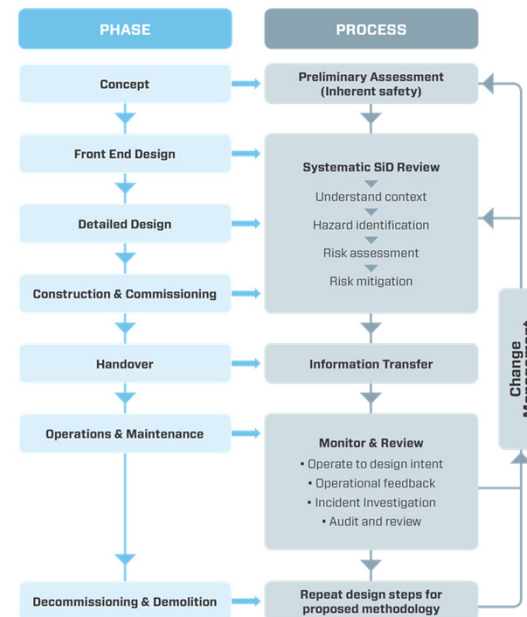 PHASE
PROCESS
Concept
Preliminary Assessment
(Inherent safety)
Front End Design
Systematic SiD Review
Understand context
Detailed Design
Hazard identification
Risk assessment
Risk mitigation
Construction & Commissioning
Handover
Information Transfer
Change
Management
Operations & Maintenance
Monitor & Review
• Operate to design intent
• Operational feedback
• Incident Investigation
• Audit and review
Decommissioning & Demolition
Repeat design steps for
proposed methodology